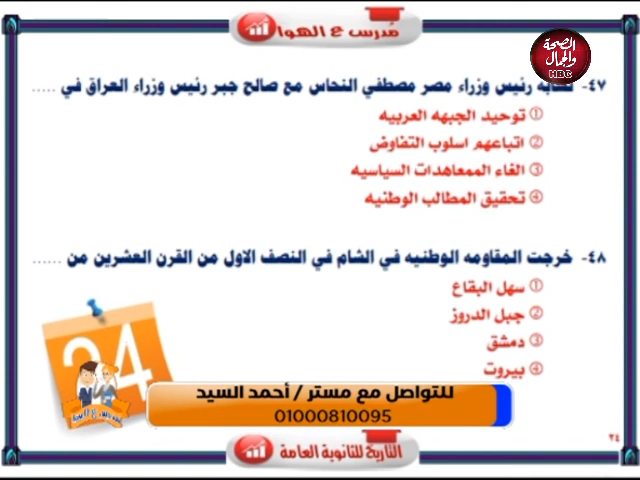 مُدرس ع الهوا
الصحة
والجمال
HBC
٤٧- تشابه رئيس وزراء مصر مصطفي النحاس مع صالح جبر رئيس وزراء العراق في .....
① توحيد الجبهه العربيه
② اتباعهم اسلوب التفاوض
③ الغاء الممعاهدات السياسيه
④ تحقيق المطالب الوطنيه
٤٨- خرجت المقاومه الوطنيه في الشام في النصف الاول من القرن العشرين من ......
① سهل البقاع
② جبل الدروز
③ دمشق
④ بيروت
24
للتواصل مع مستر / أحمد السيد
01000810095
٢٤
التاريخ للثانوية العامة